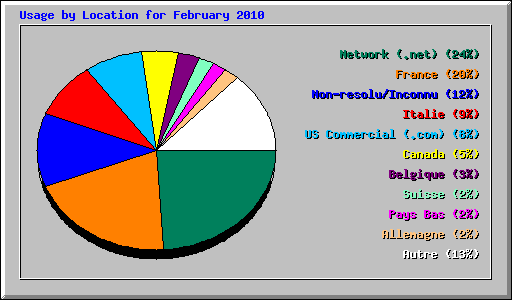 Usage by Location for February 2010
Network (.net) (24%)
France (20%)
Non-resolu/Inconnu (12%)
Italie (9%)
US Commercial (.com) (8%)
Canada (5%)
Belgique (3%)
Suisse (2%)
Pays Bas (2%)
Allemagne (2%)
Autre (13%)